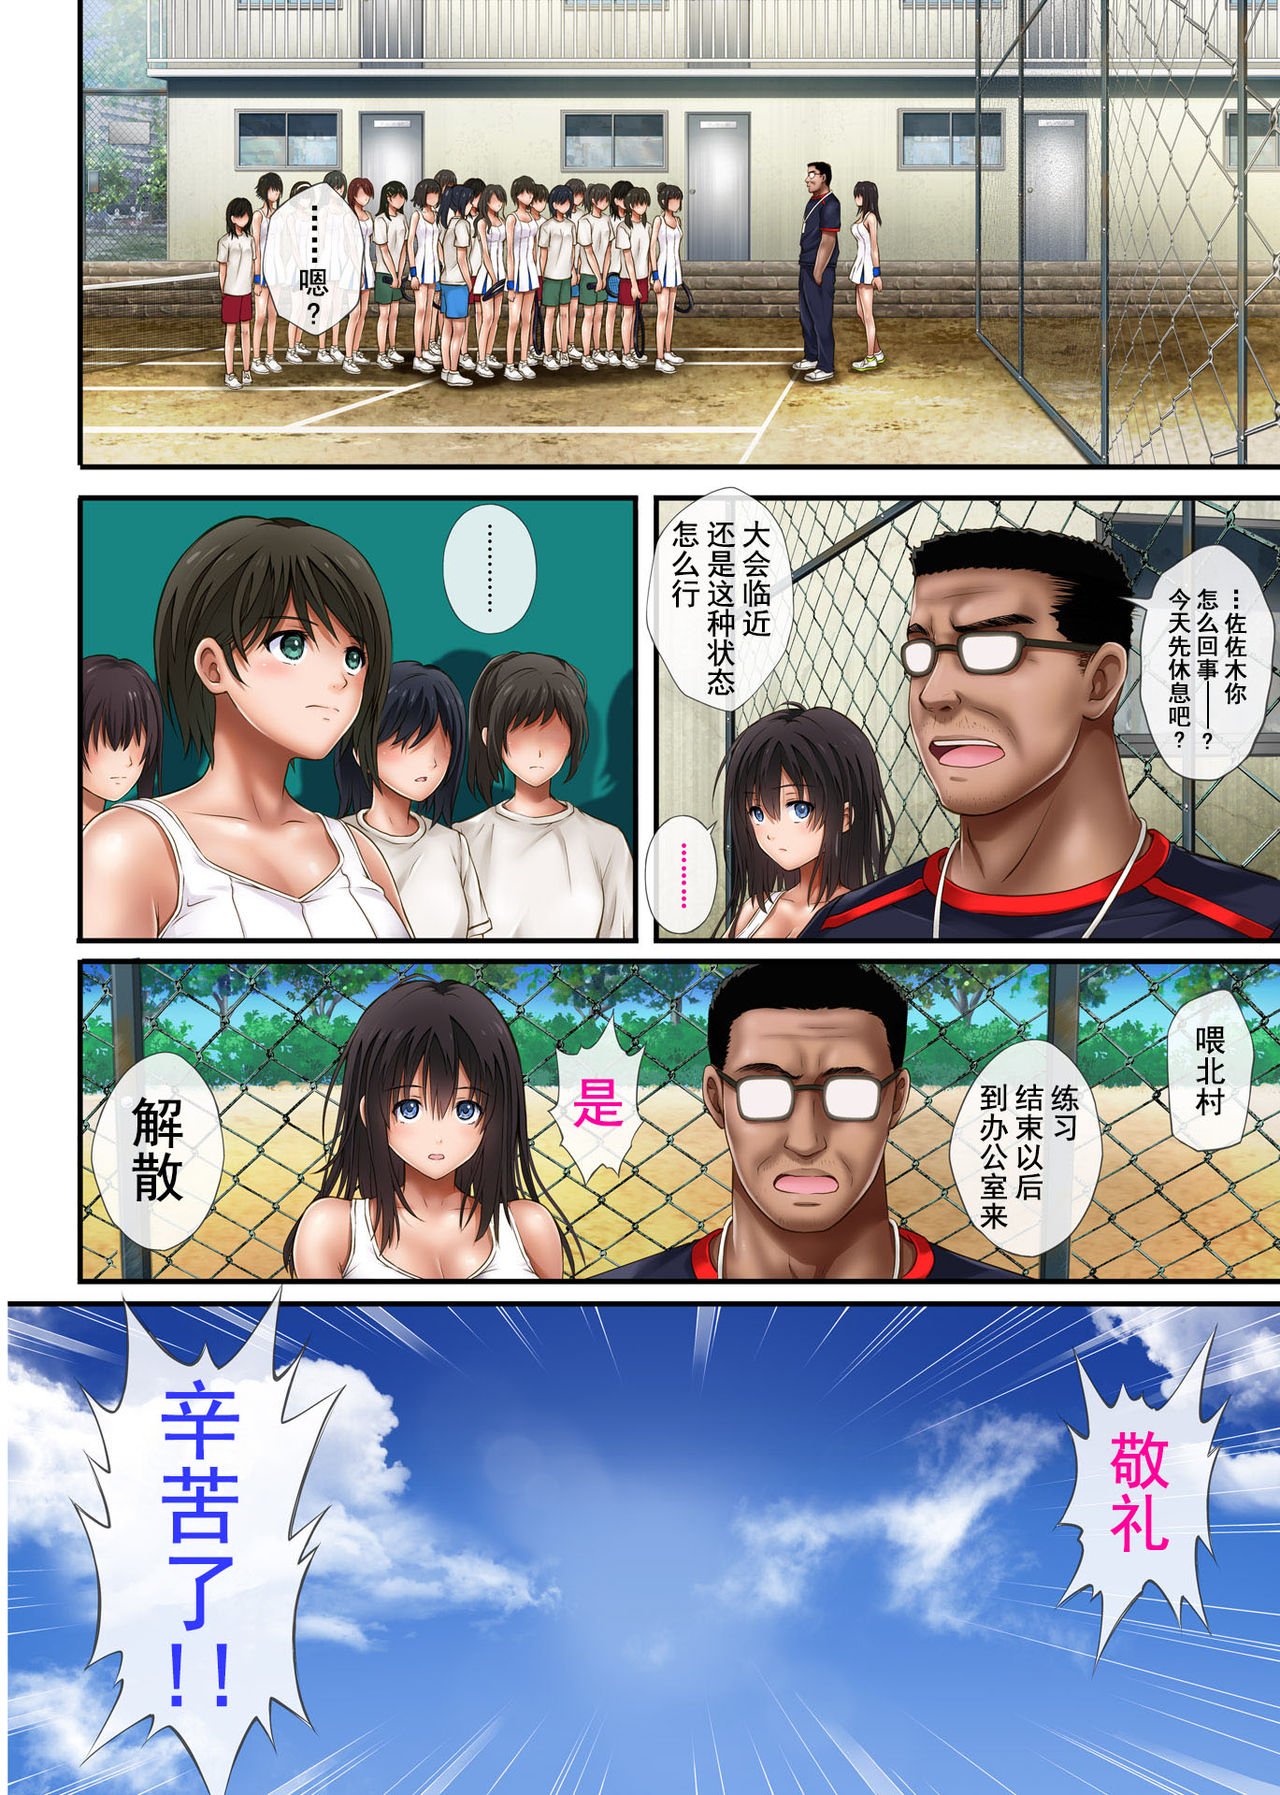 ……嗯?
…佐佐木你
怎么回事——?
今天先休息吧?
大会临近
还是这种状态
怎么行
………
………
喂北村
练习
结束以后
到办公室来
是
解散
敬礼
辛苦了!!